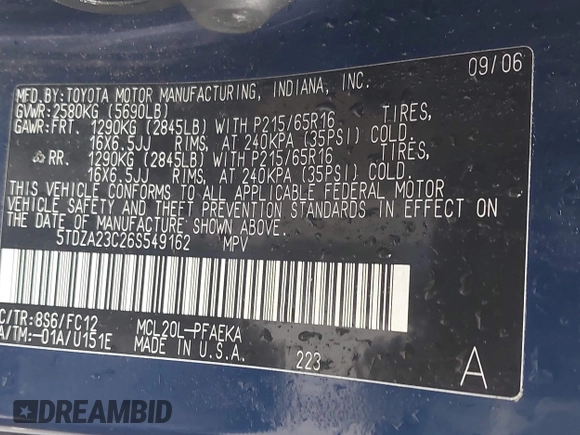 09/06
MFD.BY:TOYOTA MOTOR MANUFACTURING, INDIANA, INC.
GVWR:2580KG (5690LB)
GAWR:FRT. 1290KG (2845LB) WITH P215/65R16 TIRES,
16X6.5JJ RIMS, AT 240KPA (35PSI) COLD.
RR. 1290KG (2845LB) WITH P215/65R16 TIRES,
16X6.5JJ RIMS, AT 240KPA (35PSI) COLD.
THIS VEHICLE CONFORMS TO ALL APPLICABLE FEDERAL MOTOR
VEHICLE SAFETY AND THEFT PREVENTION STANDARDS IN EFFECT ON
THE DATE OF MANUFACTURE SHOWN ABOVE.
5TDZA23C26S549162 MPV
C/TR:8S6/FC12 MCL20L-PFAEKA
A/TM:-01A/U151E MADE IN U.S.A. 223 A
DREAMBID